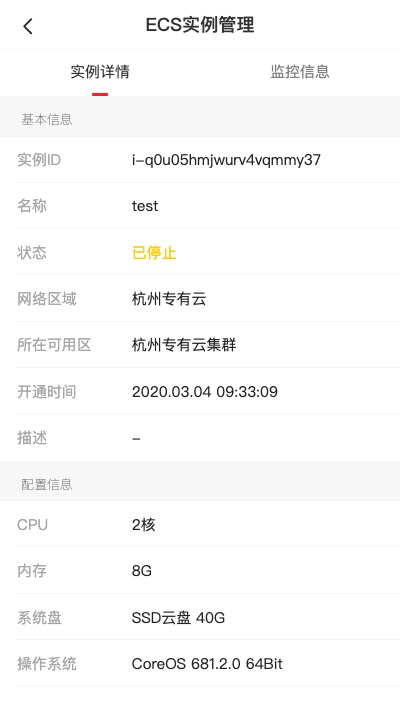 ECS实例管理
实例详情 监控信息
基本信息
实例ID i-q0u05hmjwurv4vqmmy37
名称 test
状态 已停止
网络区域 杭州专有云
所在可用区 杭州专有云集群
开通时间 2020.03.04 09:33:09
描述 –
配置信息
CPU 2核
内存 8G
系统盘 SSD云盘 40G
操作系统 CoreOS 681.2.0 64Bit